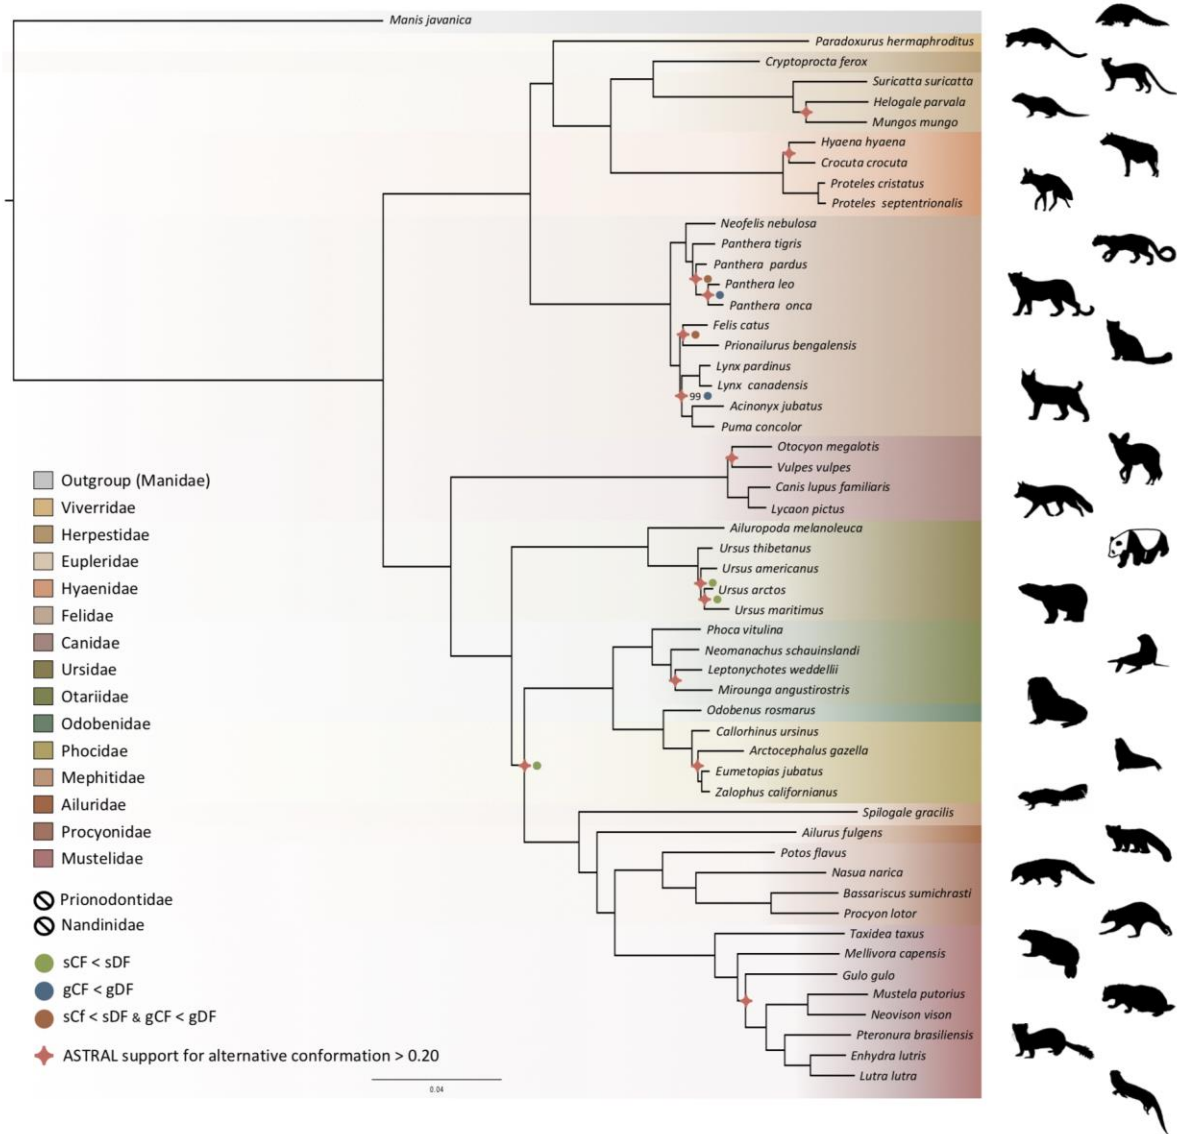 Manis javanica
Paradoxurus hermaphroditus
Cryptoprocta ferox
Suricatta suricatta
Helogale parvala
Mungos mungo
Hyaena hyaena
Crocuta crocuta
Proteles cristatus
Proteles septentrionalis
Neofelis nebulosa
Panthera tigris
Panthera pardus
Panthera leo
Panthera onca
Felis catus
Prionailurus bengalensis
Lynx pardinus
Lynx canadensis
99
Acinonyx jubatus
Puma concolor
Otocyon megalotis
Vulpes vulpes
Canis lupus familiaris
Lycaon pictus
Ailuropoda melanoleuca
Ursus thibetanus
Ursus americanus
Ursus arctos
Ursus maritimus
Phoca vitulina
Neomanachus schauinslandi
Leptonychotes weddellii
Mirounga angustirostris
Odobenus rosmarus
Callorhinus ursinus
Arctocephalus gazella
Eumetopias jubatus
Zalophus californianus
Spilogale gracilis
Ailurus fulgens
Potos flavus
Nasua narica
Bassariscus sumichrasti
Procyon lotor
Taxidea taxus
Mellivora capensis
Gulo gulo
Mustela putorius
Neovison vison
Pteronura brasiliensis
Enhydra lutris
Lutra lutra
Outgroup (Manidae)
Viverridae
Herpestidae
Eupleridae
Hyaenidae
Felidae
Canidae
Ursidae
Otariidae
Odobenidae
Phocidae
Mephitidae
Ailuridae
Procyonidae
Mustelidae
Prionodontidae
Nandinidae
sCF < sDF
gCF < gDF
sCf < sDF & gCF < gDF
ASTRAL support for alternative conformation > 0.20
0.04